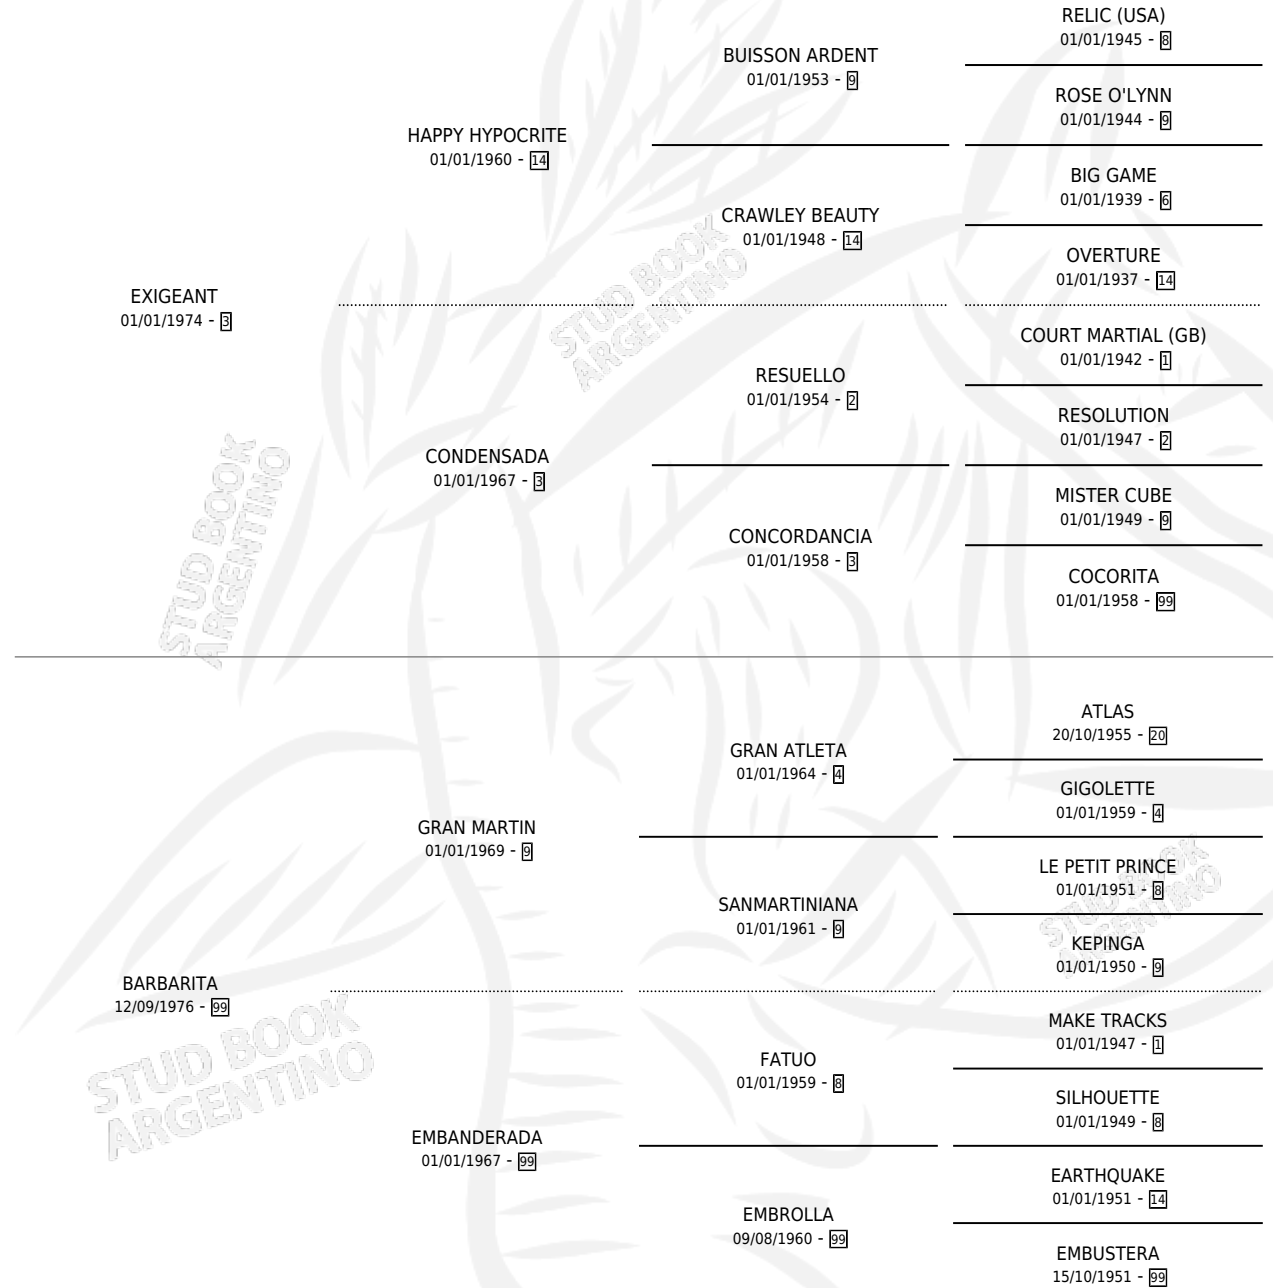 RELIC (USA)
01/01/1945 - 8
BUISSON ARDENT
01/01/1953 - 9
ROSE O'LYNN
01/01/1944 - 9
HAPPY HYPOCRITE
01/01/1960 - 14
BIG GAME
01/01/1939 - 6
CRAWLEY BEAUTY
01/01/1948 - 14
OVERTURE
01/01/1937 - 14
EXIGEANT
01/01/1974 - 3
COURT MARTIAL (GB)
01/01/1942 - 1
RESUELLO
01/01/1954 - 2
RESOLUTION
01/01/1947 - 2
CONDENSADA
01/01/1967 - 3
MISTER CUBE
01/01/1949 - 9
CONCORDANCIA
01/01/1958 - 3
COCORITA
01/01/1958 - 99
ATLAS
20/10/1955 - 20
GRAN ATLETA
01/01/1964 - 4
GIGOLETTE
01/01/1959 - 4
GRAN MARTIN
01/01/1969 - 9
LE PETIT PRINCE
01/01/1951 - 8
SANMARTINIANA
01/01/1961 - 9
KEPINGA
01/01/1950 - 9
BARBARITA
12/09/1976 - 99
MAKE TRACKS
01/01/1947 - 1
FATUO
01/01/1959 - 8
SILHOUETTE
01/01/1949 - 8
EMBANDERADA
01/01/1967 - 99
EARTHQUAKE
01/01/1951 - 14
EMBROLLA
09/08/1960 - 99
EMBUSTERA
15/10/1951 - 99
STUD BOOK
ARGENTINO
STUD BOOK
ARGENTINO
STUD BOOK
ARGENTINO
STUD BOOK
ARGENTINO